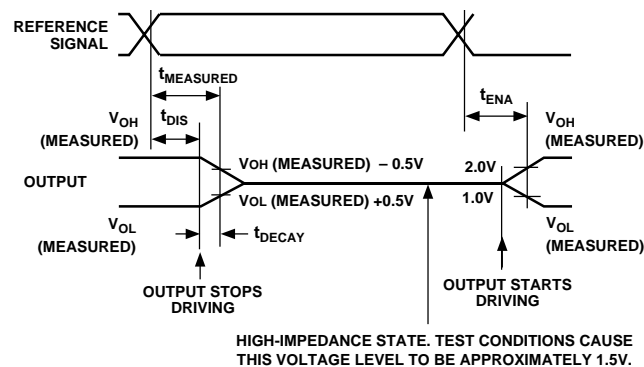 REFERENCE
SIGNAL
tMEASURED
tENA
VOH
(MEASURED)
tDIS
VOH
(MEASURED)
VOH (MEASURED) – 0.5V
2.0V
OUTPUT
VOL (MEASURED) +0.5V
1.0V
VOL
(MEASURED)
tDECAY
VOL
(MEASURED)
OUTPUT STOPS
DRIVING
OUTPUT STARTS
DRIVING
HIGH-IMPEDANCE STATE. TEST CONDITIONS CAUSE
THIS VOLTAGE LEVEL TO BE APPROXIMATELY 1.5V.